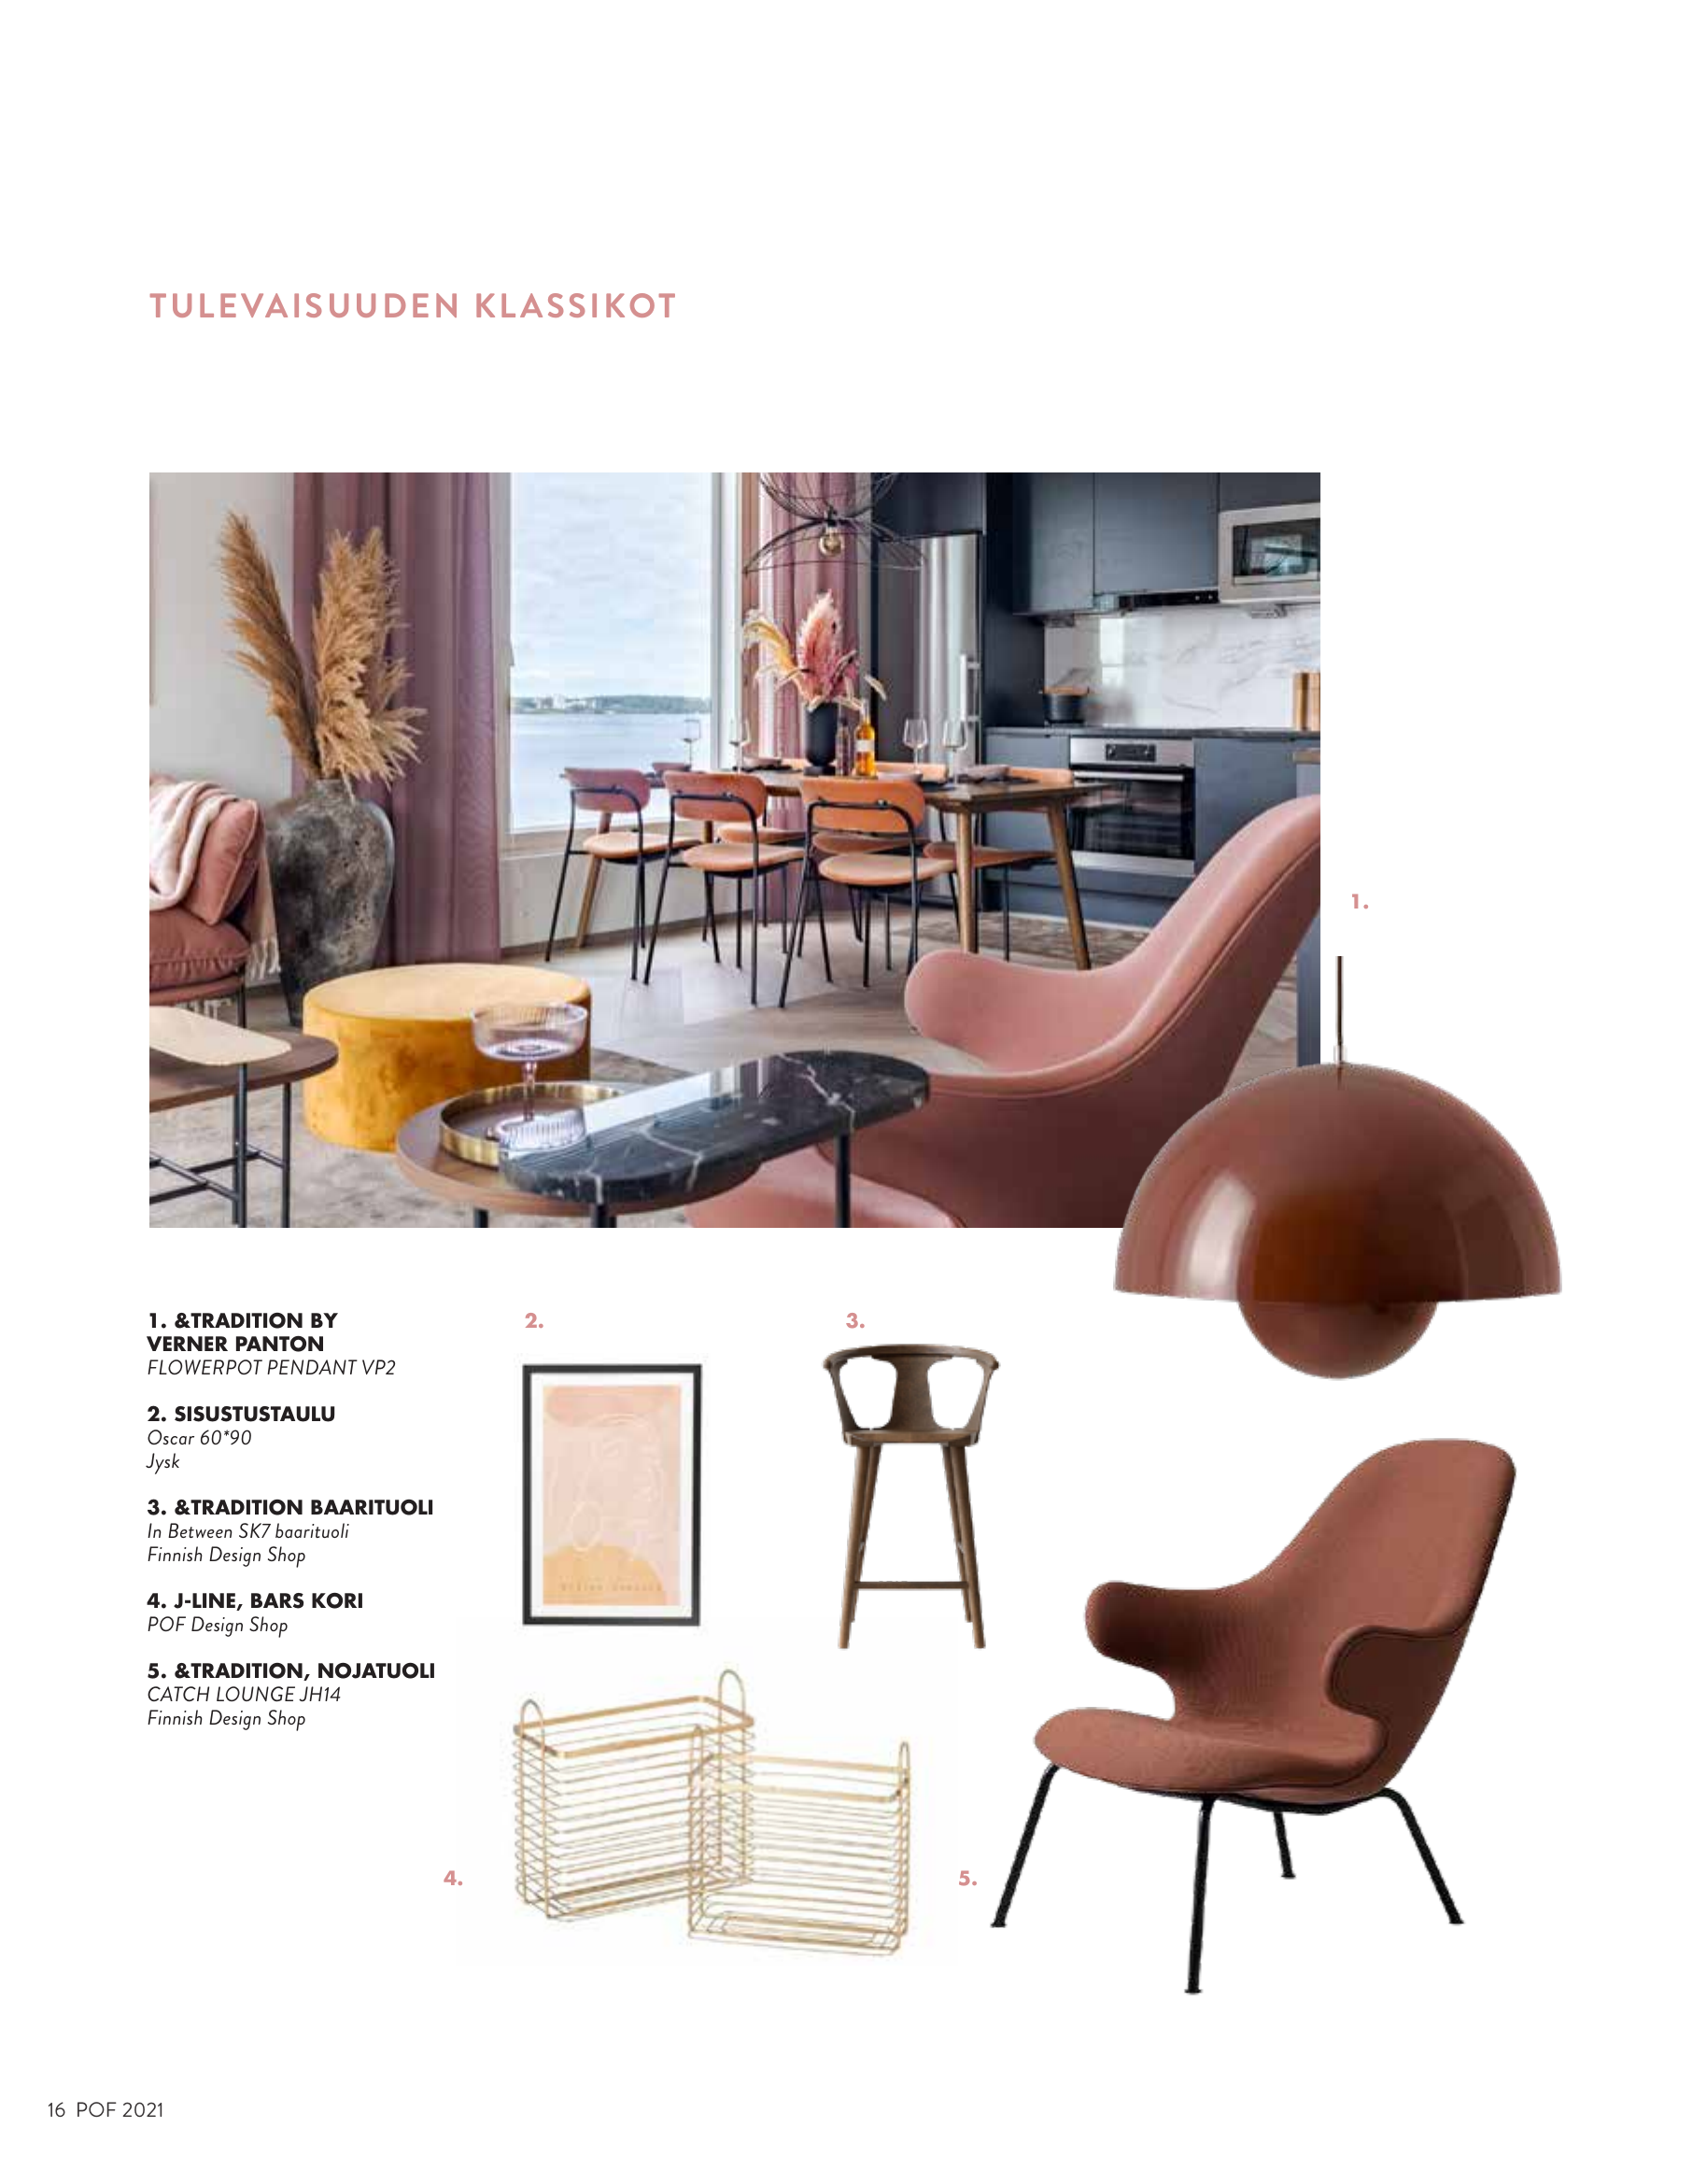 TULEVAISUUDEN KLASSIKOT
1.
1. &TRADITION BY
VERNER PANTON
FLOWERPOT PENDANT VP2
2. SISUSTUSTAULU
Oscar 60*90
Jysk
3. &TRADITION BAARITUOLI
In Between SK7 baarituoli
Finnish Design Shop
4. J-LINE, BARS KORI
POF Design Shop
5. &TRADITION, NOJATUOLI
CATCH LOUNGE JH14
Finnish Design Shop
2.
3.
4.
5.
16 POF 2021